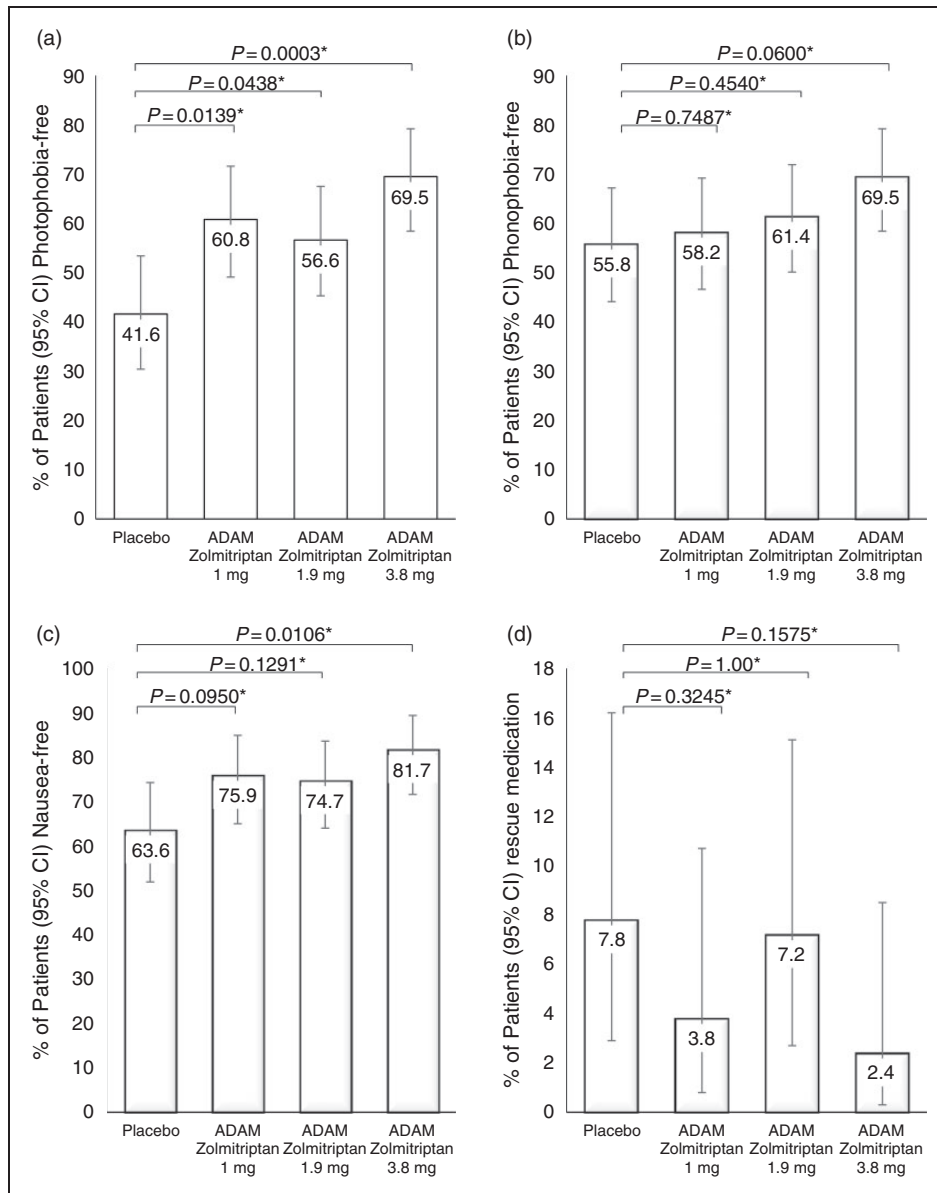 (a)
P = 0.0003*
P = 0.0438*
P = 0.0139*
% of Patients (95% CI) Photophobia-free
90
80
70
60
50
40
30
20
10
0
41.6
60.8
56.6
69.5
Placebo
ADAM
Zolmitriptan
1 mg
ADAM
Zolmitriptan
1.9 mg
ADAM
Zolmitriptan
3.8 mg
(b)
P = 0.0600*
P = 0.4540*
P = 0.7487*
% of Patients (95% CI) Phonophobia-free
90
80
70
60
50
40
30
20
10
0
55.8
58.2
61.4
69.5
Placebo
ADAM
Zolmitriptan
1 mg
ADAM
Zolmitriptan
1.9 mg
ADAM
Zolmitriptan
3.8 mg
(c)
P = 0.0106*
P = 0.1291*
P = 0.0950*
% of Patients (95% CI) Nausea-free
100
90
80
70
60
50
40
30
20
10
0
63.6
75.9
74.7
81.7
Placebo
ADAM
Zolmitriptan
1 mg
ADAM
Zolmitriptan
1.9 mg
ADAM
Zolmitriptan
3.8 mg
(d)
P = 0.1575*
P = 1.00*
P = 0.3245*
% of Patients (95% CI) rescue medication
18
16
14
12
10
8
6
4
2
0
7.8
3.8
7.2
2.4
Placebo
ADAM
Zolmitriptan
1 mg
ADAM
Zolmitriptan
1.9 mg
ADAM
Zolmitriptan
3.8 mg